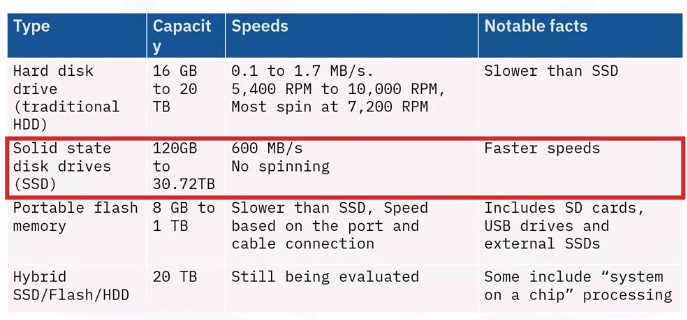 Type Capacit
y Speeds Notable facts
Hard disk
drive
(traditional
HDD) 16 GB
to 20
TB 0.1 to 1.7 MB/s.
5,400 RPM to 10,000 RPM,
Most spin at 7,200 RPM Slower than SSD
Solid state
disk drives
(SSD) 120GB
to
30.72TB 600 MB/s
No spinning Faster speeds
Portable flash
memory 8 GB to
1 TB Slower than SSD, Speed
based on the port and
cable connection Includes SD cards,
USB drives and
external SSDs
Hybrid
SSD/Flash/HDD 20 TB Still being evaluated Some include “system
on a chip” processing